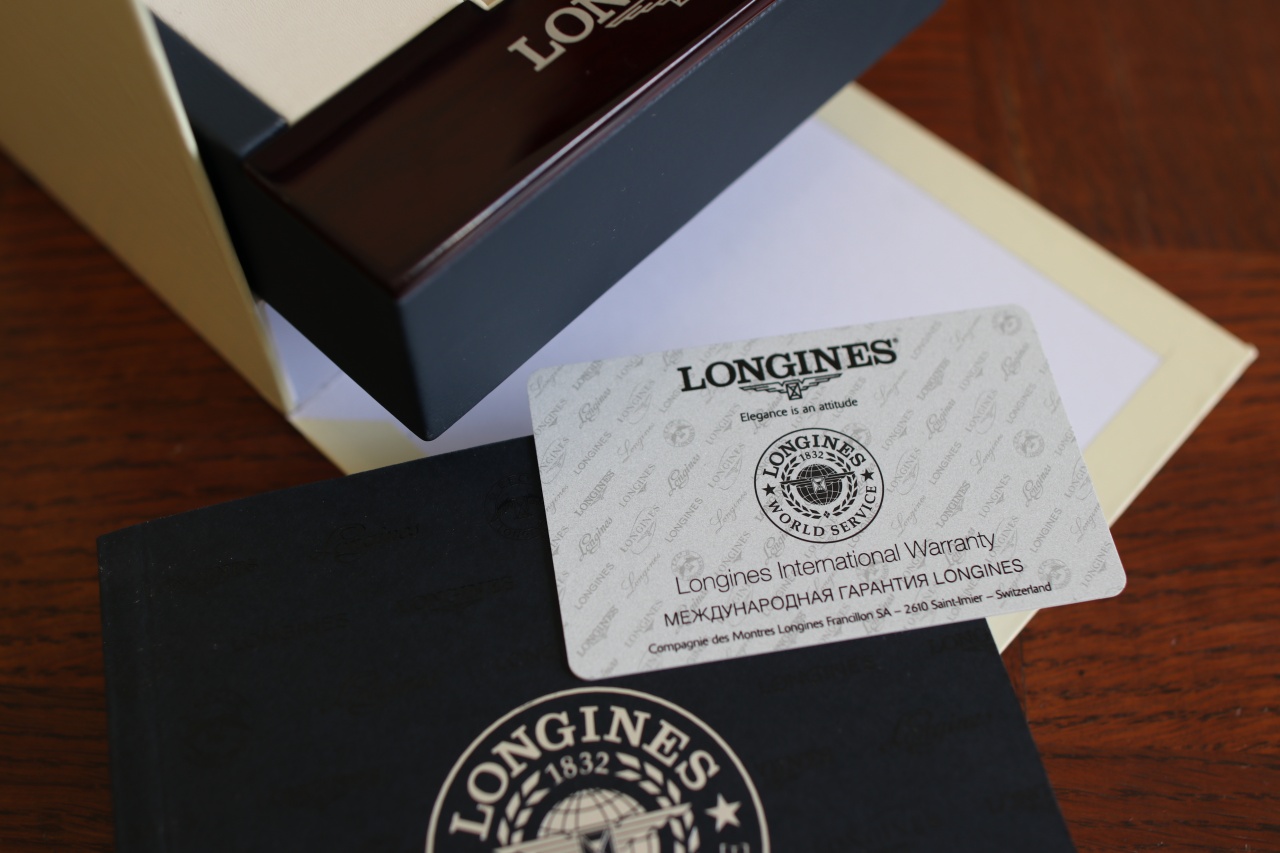 LON
LONGINES®
Elegance is an attitude
LONGINES
1832
WORLD SERVICE
Longines International Warranty
МЕЖДУНАРОДНАЯ ГАРАНТИЯ LONGINES
Compagnie des Montres Longines Francillon SA – 2610 Saint-Imier – Switzerland
LONGINES
1832